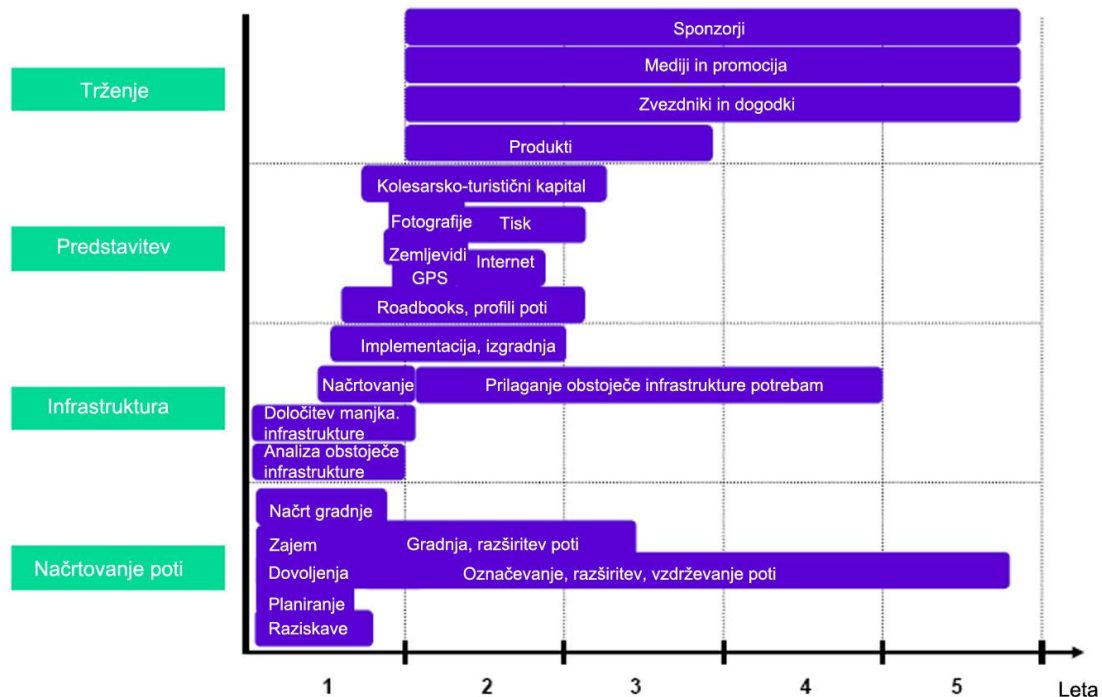 Trženje
Sponzorji
Mediji in promocija
Zvezdniki in dogodki
Produkti
Predstavitev
Kolesarsko-turistični kapital
Fotografije
Tisk
Zemljevidi
Internet
GPS
Roadbooks, profili poti
Infrastruktura
Implementacija, izgradnja
Načrtovanje
Prilaganje obstoječe infrastrukture potrebam
Določitev manjka.
infrastrukture
Analiza obstoječe
infrastrukture
Načrtovanje poti
Načrt gradnje
Zajem
Gradnja, razširitev poti
Dovoljenja
Označevanje, razširitev, vzdrževanje poti
Planiranje
Raziskave
1 2 3 4 5 Leta